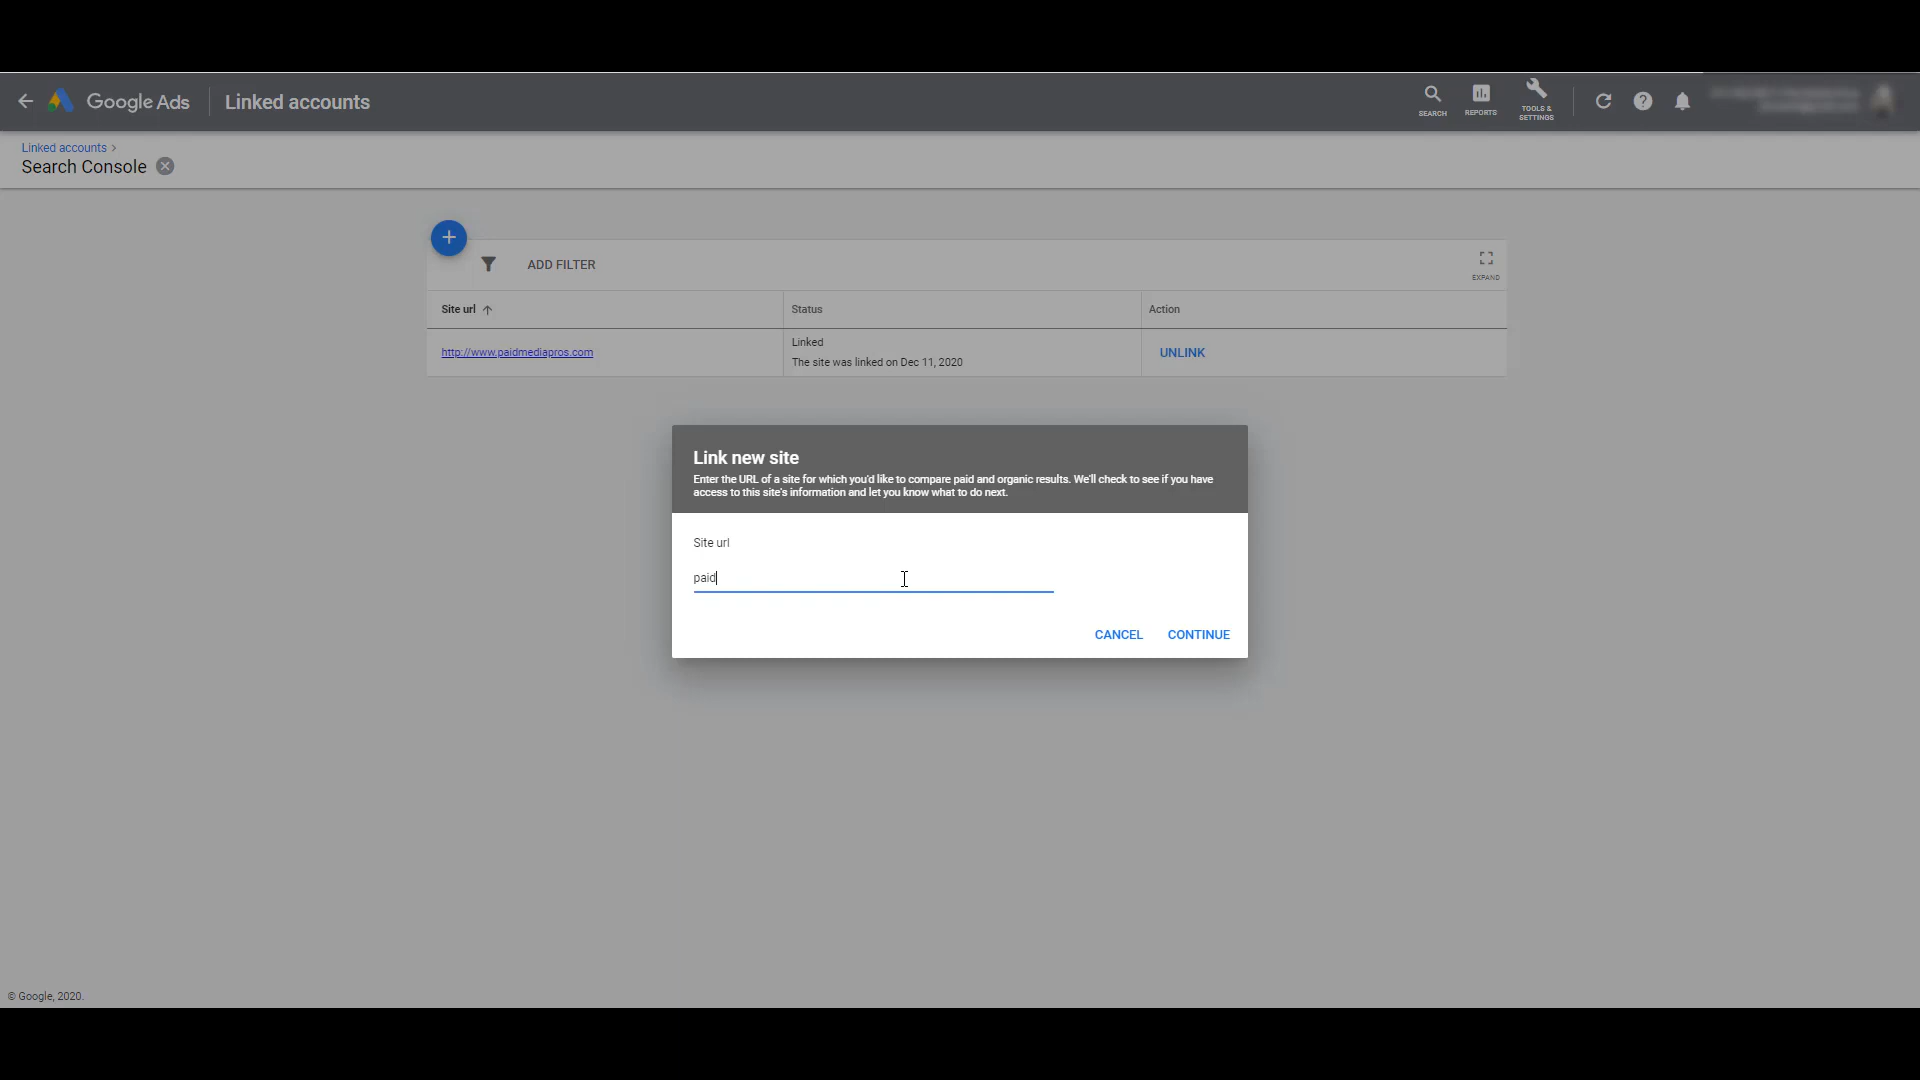 Google Ads
Linked accounts
SEARCH
REPORTS
TOOLS &
SETTINGS
Linked accounts >
Search Console
ADD FILTER
EXPAND
Site url
Status
Action
http://www.paidmediapros.com
Linked
The site was linked on Dec 11, 2020
UNLINK
Link new site
Enter the URL of a site for which you'd like to compare paid and organic results. We'll check to see if you have
access to this site's information and let you know what to do next.
Site url
paid
CANCEL
CONTINUE
© Google, 2020.